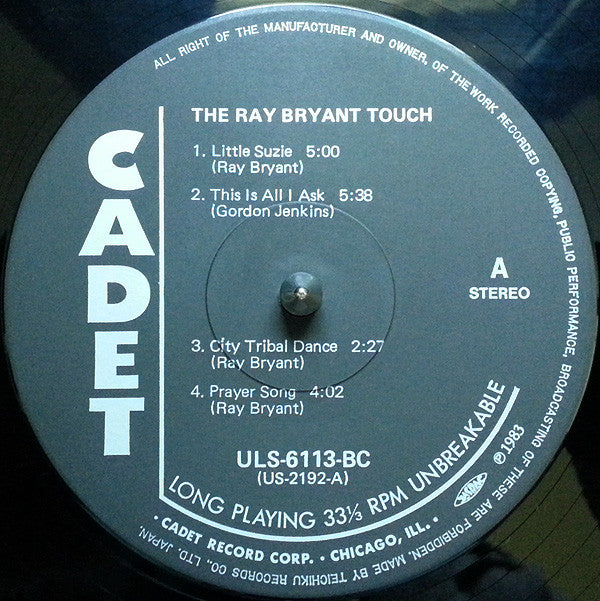 ALL RIGHT OF THE MANUFACTURER AND OWNER, OF THE WORK RECORDED COPYING, PUBLIC PERFORMANCE, BROADCASTING OF THESE ARE FORBIDDEN. MADE BY TEICHIKU RECORDS CO., LTD. JAPAN.
CADET
THE RAY BRYANT TOUCH
1. Little Suzie 5:00
(Ray Bryant)
2. This Is All I Ask 5:38
(Gordon Jenkins)
A
STEREO
3. City Tribal Dance 2:27
(Ray Bryant)
4. Prayer Song 4:02
(Ray Bryant)
ULS-6113-BC
(US-2192-A)
℗1983
LONG PLAYING 33⅓ RPM UNBREAKABLE
• CADET RECORD CORP. • CHICAGO, ILL. •